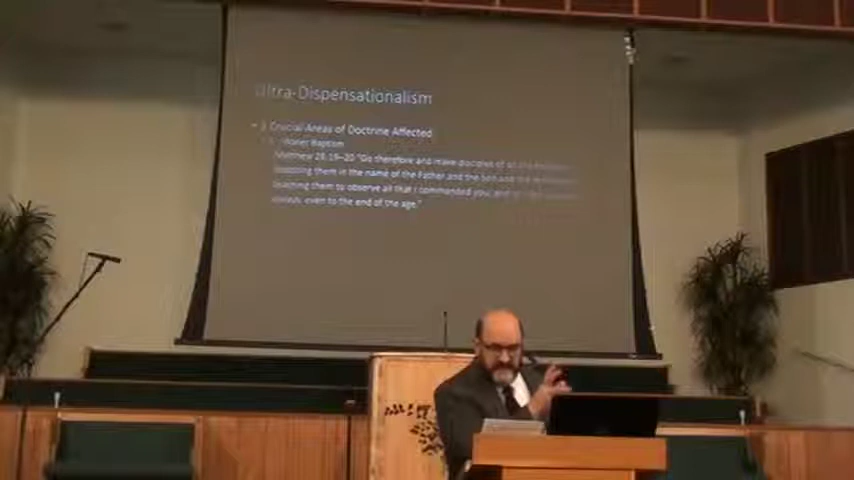 Ultra-Dispensationalism
Crucial Areas of Doctrine Affected
Water Baptism
Matthew 28:19–20 "Go therefore and make disciples of all the
baptizing them in the name of the Father and the Son and the
teaching them to observe all that I commanded you; and
always, even to the end of the age."